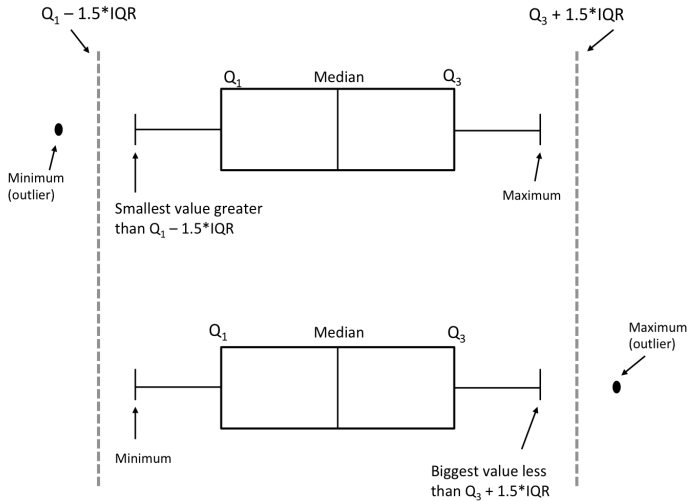 Q₁ – 1.5*IQR
Q₃ + 1.5*IQR
Q₁
Median
Q₃
Minimum
(outlier)
Smallest value greater
than Q₁ – 1.5*IQR
Maximum
Q₁
Median
Q₃
Maximum
(outlier)
Minimum
Biggest value less
than Q₃ + 1.5*IQR